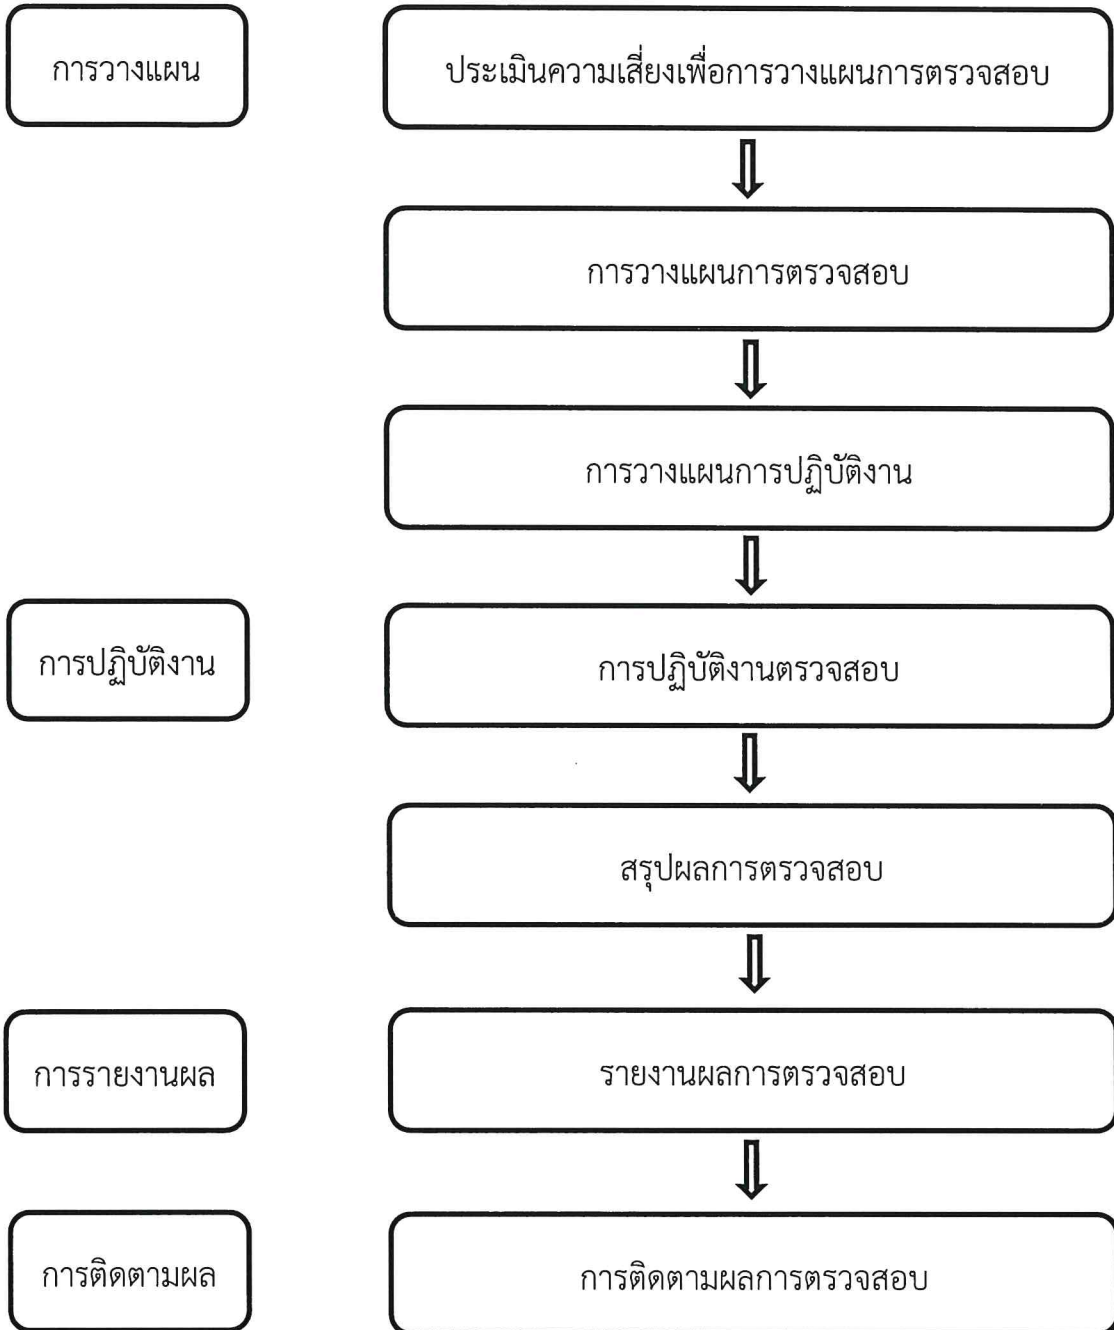 การวางแผน
ประเมินความเสี่ยงเพื่อการวางแผนการตรวจสอบ
การวางแผนการตรวจสอบ
การวางแผนการปฏิบัติงาน
การปฏิบัติงาน
การปฏิบัติงานตรวจสอบ
สรุปผลการตรวจสอบ
การรายงานผล
รายงานผลการตรวจสอบ
การติดตามผล
การติดตามผลการตรวจสอบ